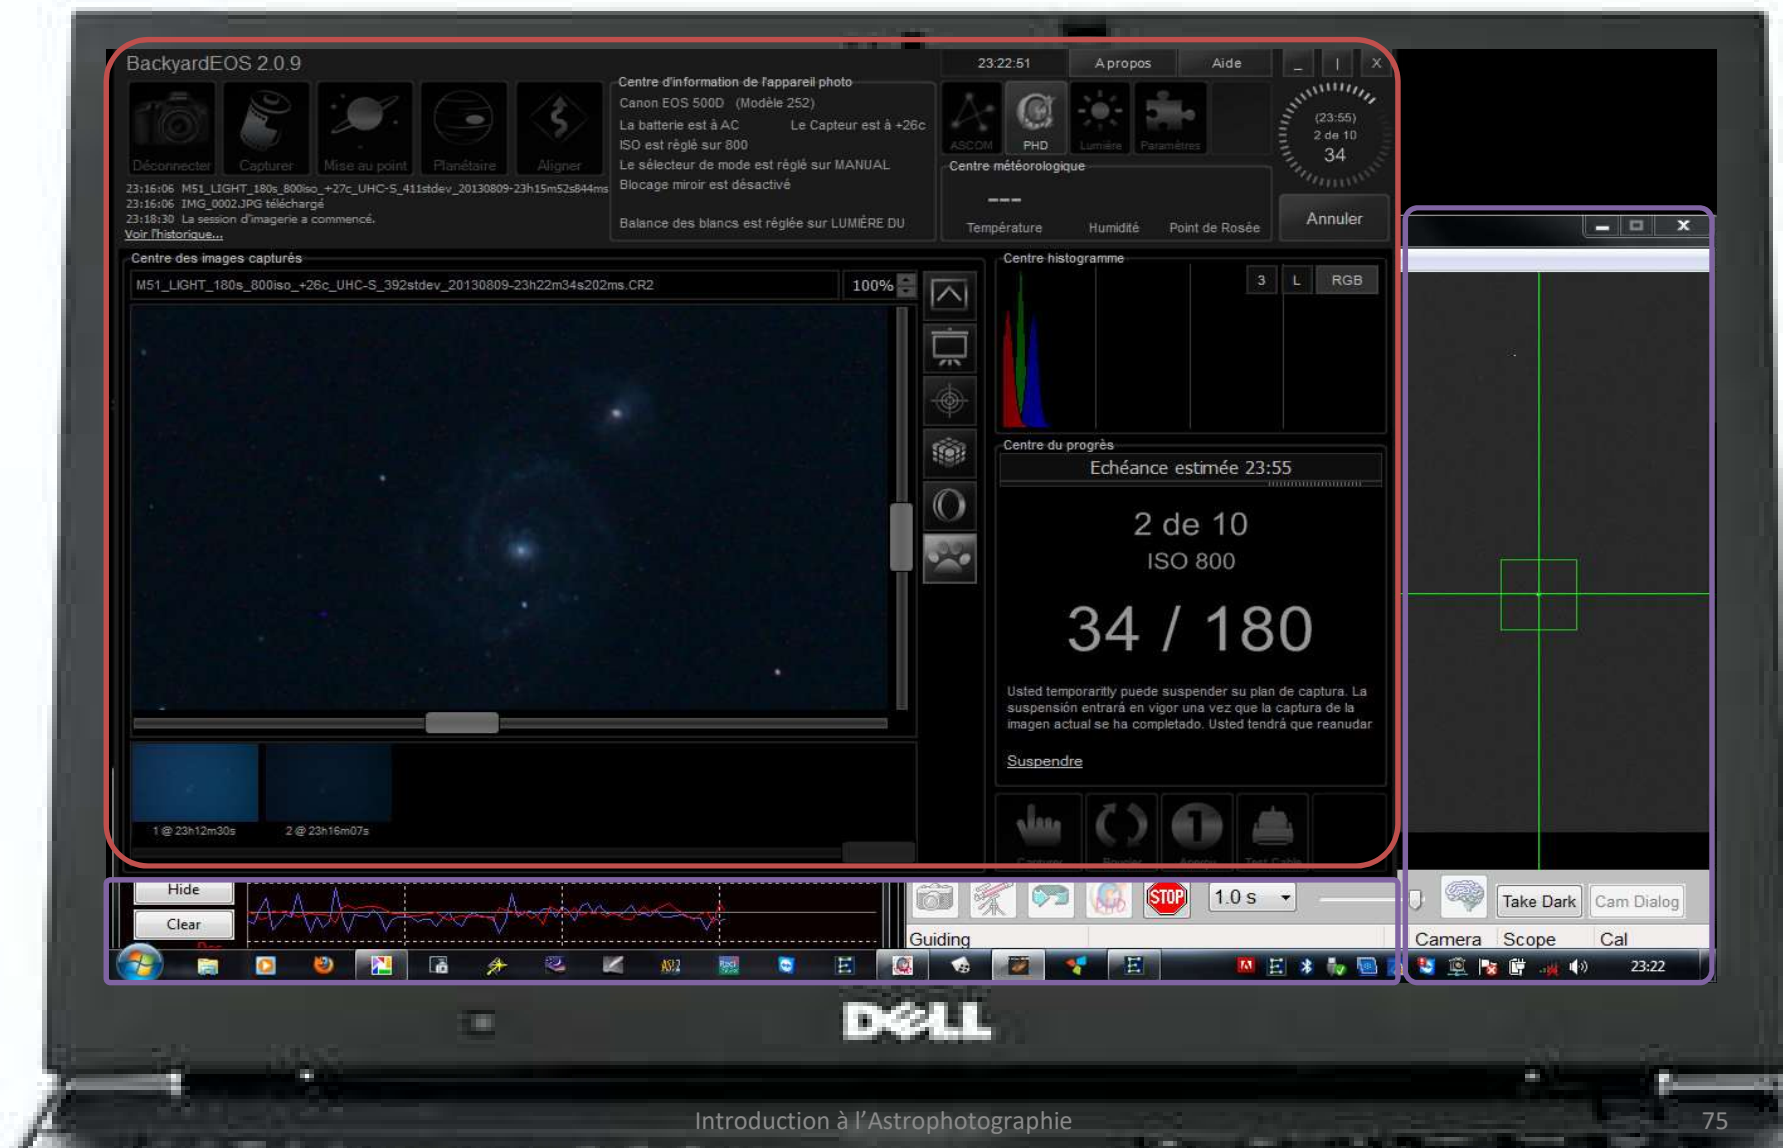 BackyardEOS 2.0.9
23:22:51
A propos
Aide
_ | X
Déconnecter
Capturer
Mise au point
Planétaire
Aligner
23:16:06 M51_LIGHT_180s_800iso_+27c_UHC-S_411stdev_20130809-23h15m52s844ms
23:16:06 IMG_0002.JPG téléchargé
23:18:30 La session d'imagerie a commencé.
Voir l'historique...
Centre d'information de l'appareil photo
Canon EOS 500D (Modèle 252)
La batterie est à AC Le Capteur est à +26c
ISO est réglé sur 800
Le sélecteur de mode est réglé sur MANUAL
Blocage miroir est désactivé
Balance des blancs est réglée sur LUMIÈRE DU
ASCOM
PHD
Lumière
Paramètres
Centre météorologique
---
Température
Humidité
Point de Rosée
(23:55)
2 de 10
34
Annuler
Centre des images capturés
M51_LIGHT_180s_800iso_+26c_UHC-S_392stdev_20130809-23h22m34s202ms.CR2
100%
Centre histogramme
3 L RGB
Centre du progrès
Echéance estimée 23:55
2 de 10
ISO 800
34 / 180
Usted temporaritly puede suspender su plan de captura. La
suspensión entrará en vigor una vez que la captura de la
imagen actual se ha completado. Usted tendrá que reanudar
Suspendre
1 @ 23h12m30s
2 @ 23h16m07s
1
Test Cable
Hide
Clear
STOP
1.0 s
Take Dark
Cam Dialog
Guiding
Camera
Scope
Cal
23:22
DELL
Introduction à l'Astrophotographie
75